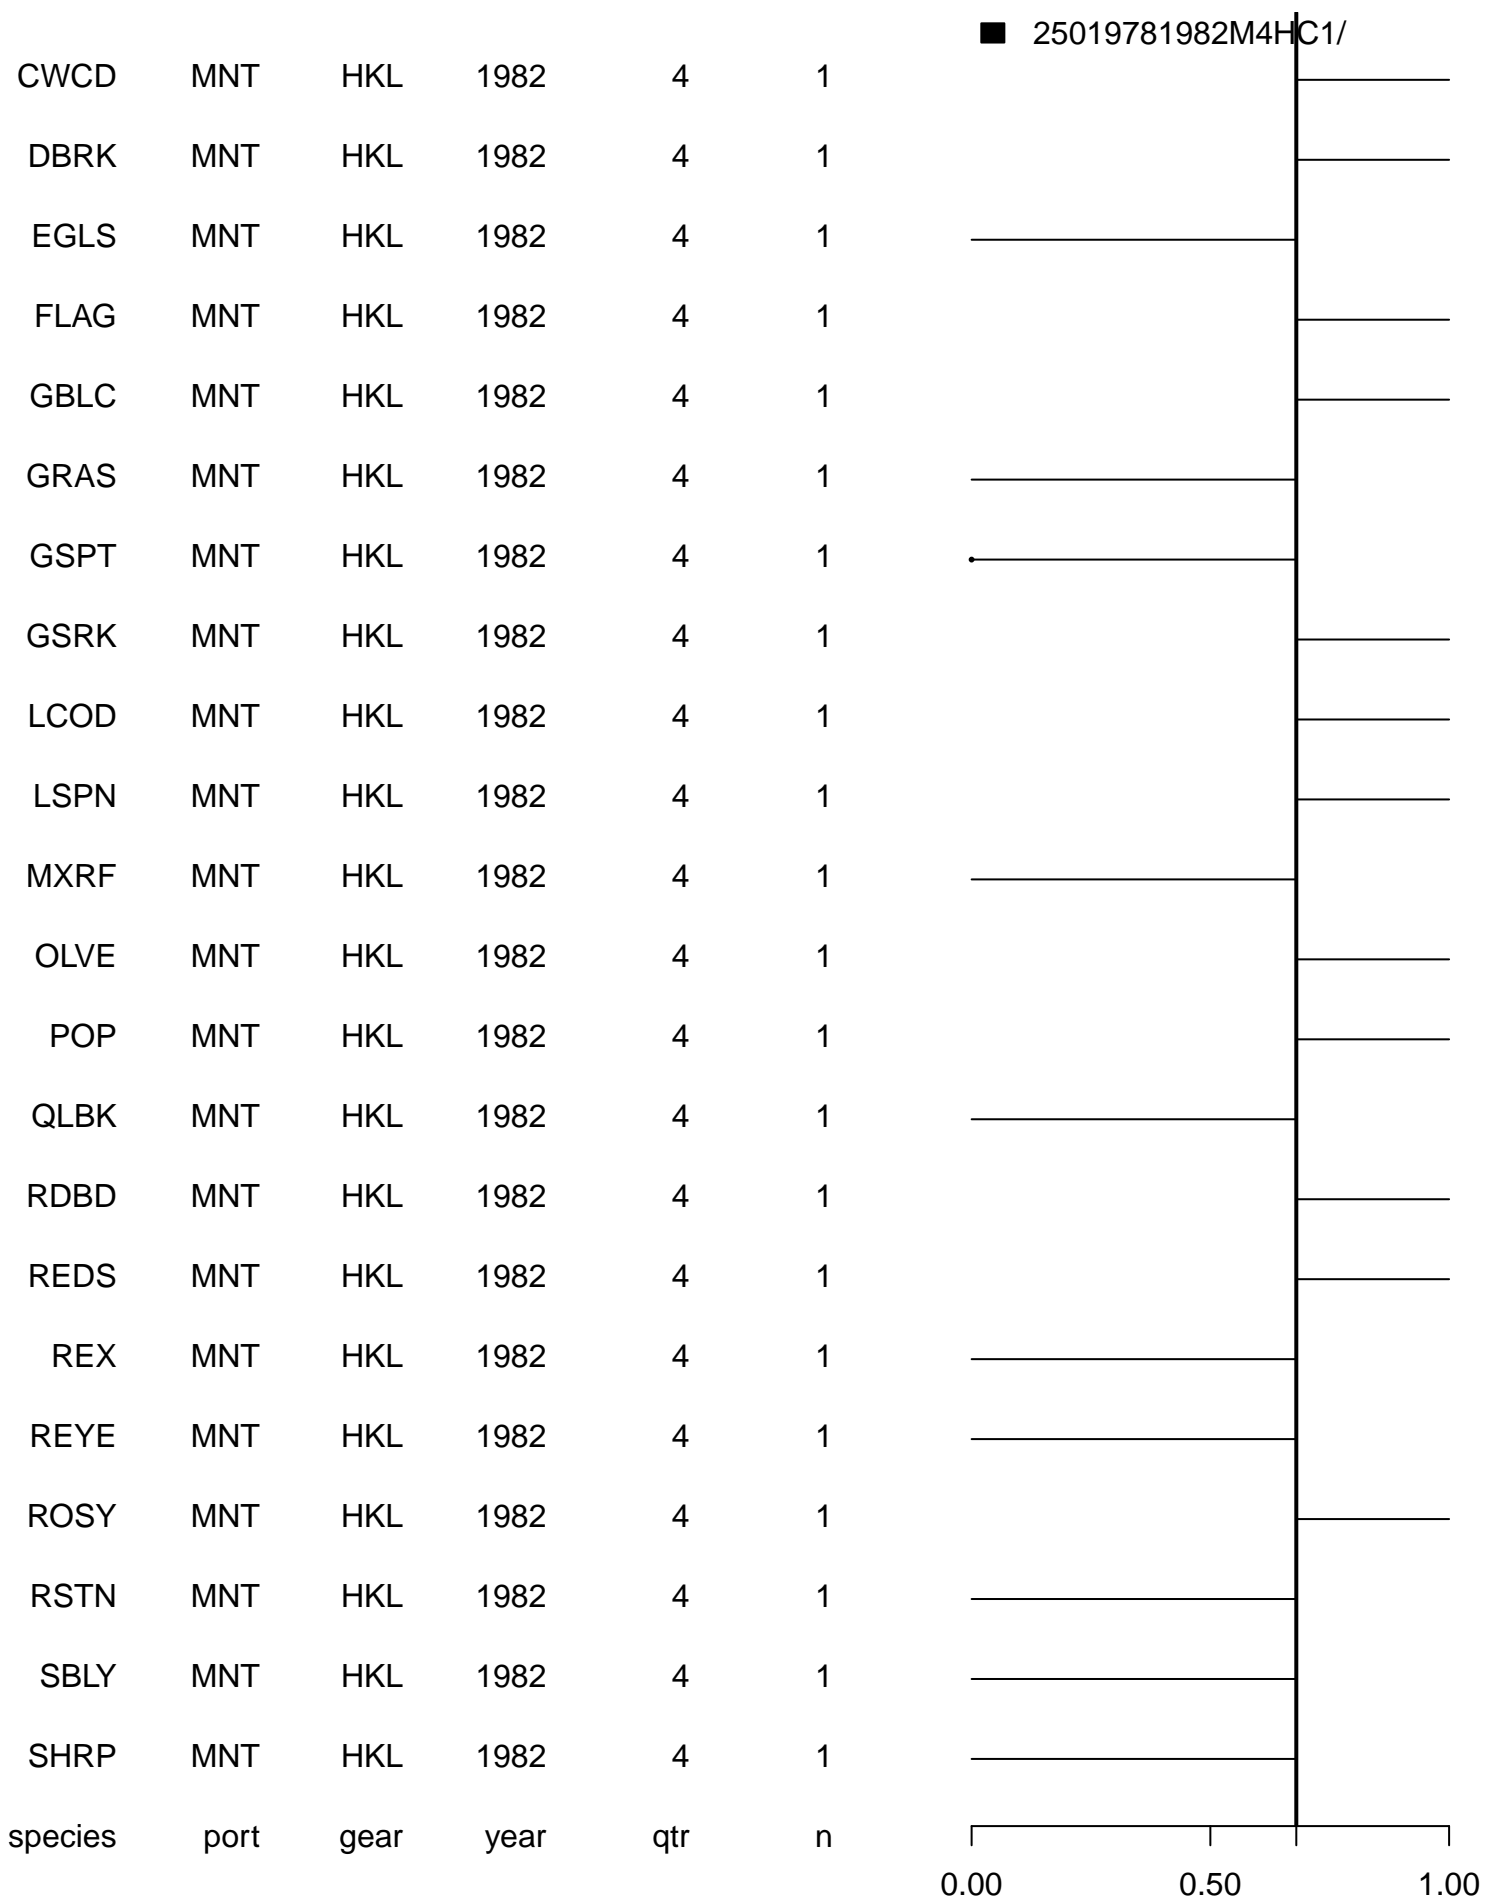 25019781982M4HC1/
CWCD MNT HKL 1982 4 1
DBRK MNT HKL 1982 4 1
EGLS MNT HKL 1982 4 1
FLAG MNT HKL 1982 4 1
GBLC MNT HKL 1982 4 1
GRAS MNT HKL 1982 4 1
GSPT MNT HKL 1982 4 1
GSRK MNT HKL 1982 4 1
LCOD MNT HKL 1982 4 1
LSPN MNT HKL 1982 4 1
MXRF MNT HKL 1982 4 1
OLVE MNT HKL 1982 4 1
POP MNT HKL 1982 4 1
QLBK MNT HKL 1982 4 1
RDBD MNT HKL 1982 4 1
REDS MNT HKL 1982 4 1
REX MNT HKL 1982 4 1
REYE MNT HKL 1982 4 1
ROSY MNT HKL 1982 4 1
RSTN MNT HKL 1982 4 1
SBLY MNT HKL 1982 4 1
SHRP MNT HKL 1982 4 1
species port gear year qtr n
0.00 0.50 1.00